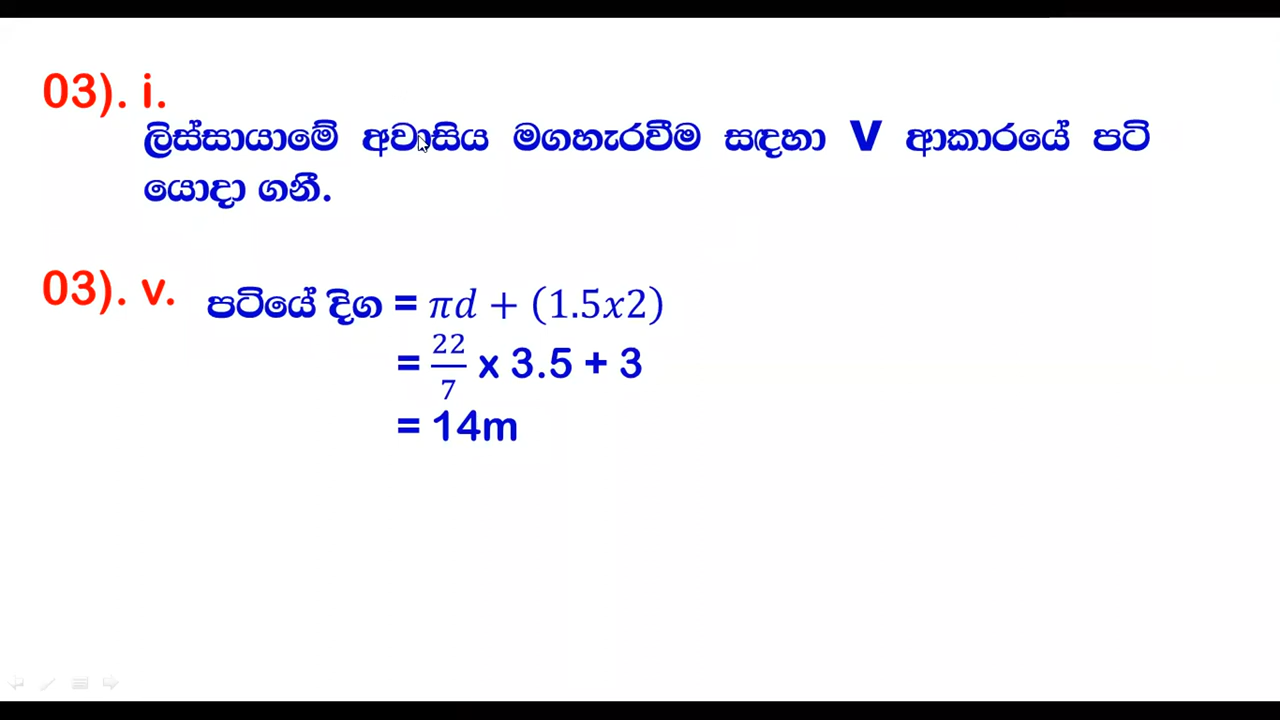 03). i.
ලිස්සායාමේ අවාසිය මගහැරවීම සඳහා V ආකාරයේ පටි
යොදා ගනී.
03). v. පටියේ දිග = πd + (1.5x2)
= 22/7 x 3.5 + 3
= 14m